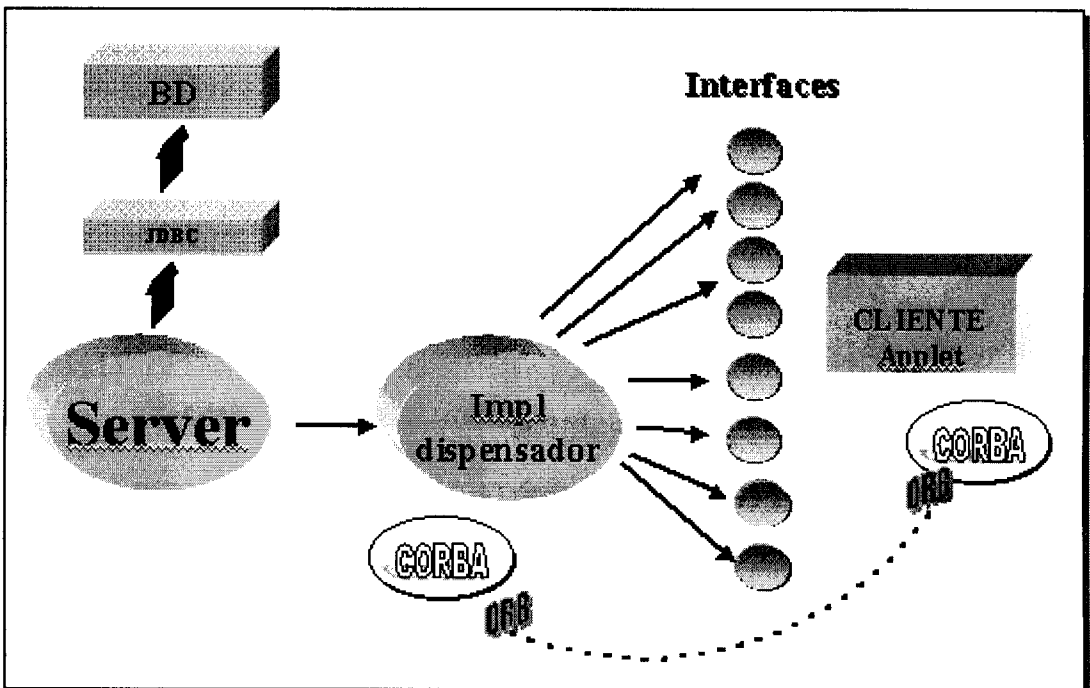 BD
Interfaces
JDBC
CLIENTE
Applet
Server
Impl
dispensador
CORBA
ORB
CORBA
ORB